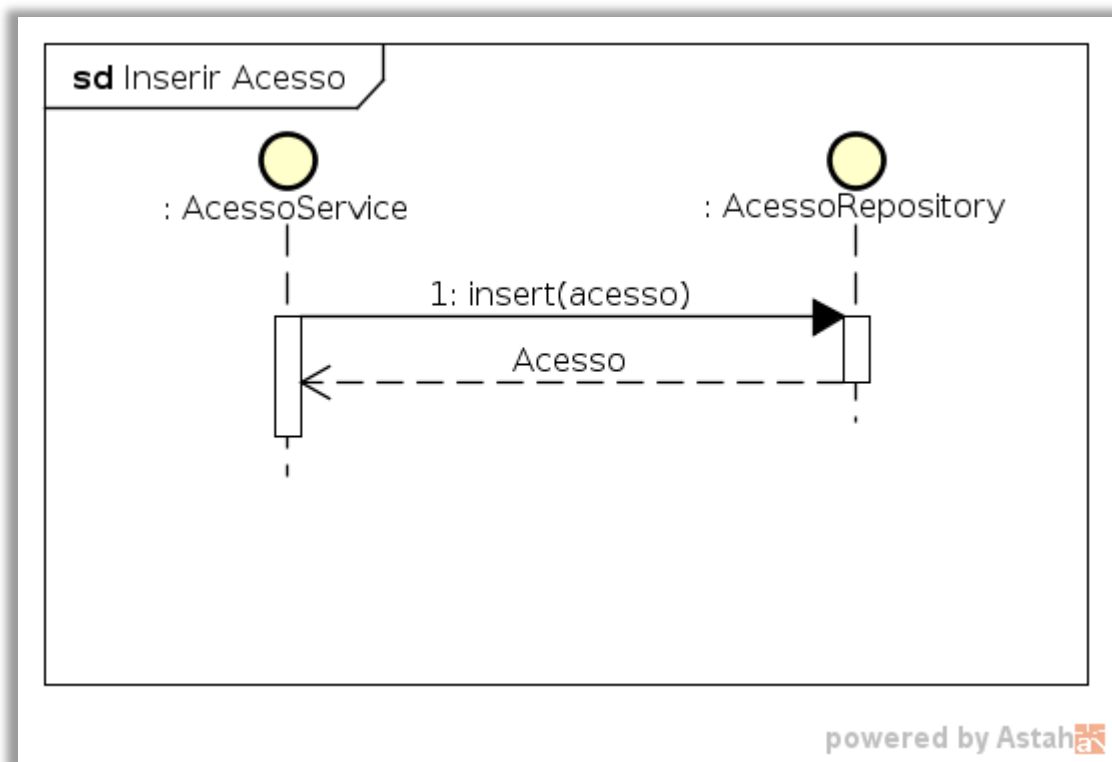 sd Inserir Acesso
: AcessoService
: AcessoRepository
1: insert(acesso)
Acesso
powered by Astah